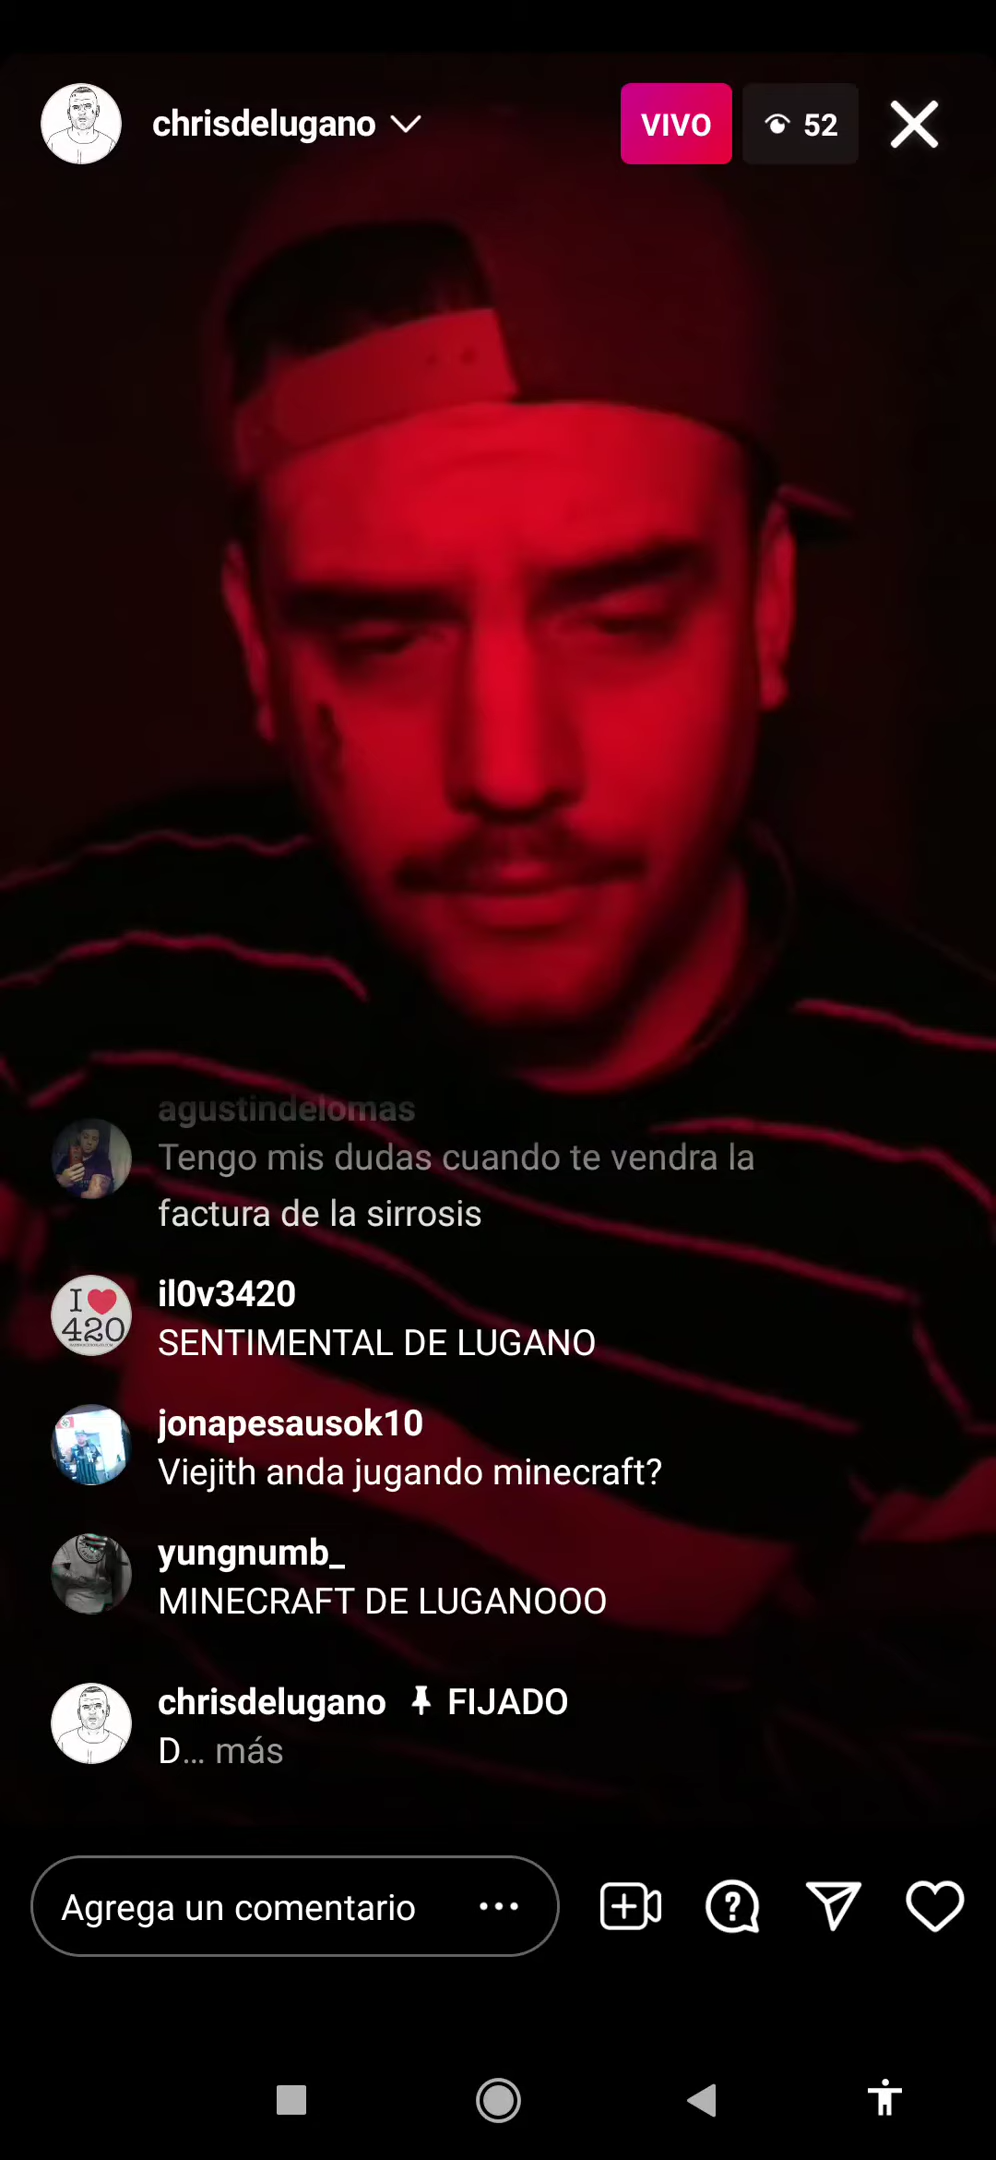 chrisdelugano
VIVO
52
agustindelomas
Tengo mis dudas cuando te vendra la
factura de la sirrosis
I ❤ 420
il0v3420
SENTIMENTAL DE LUGANO
jonapesausok10
Viejith anda jugando minecraft?
yungnumb_
MINECRAFT DE LUGANOOO
chrisdelugano FIJADO
D... más
Agrega un comentario